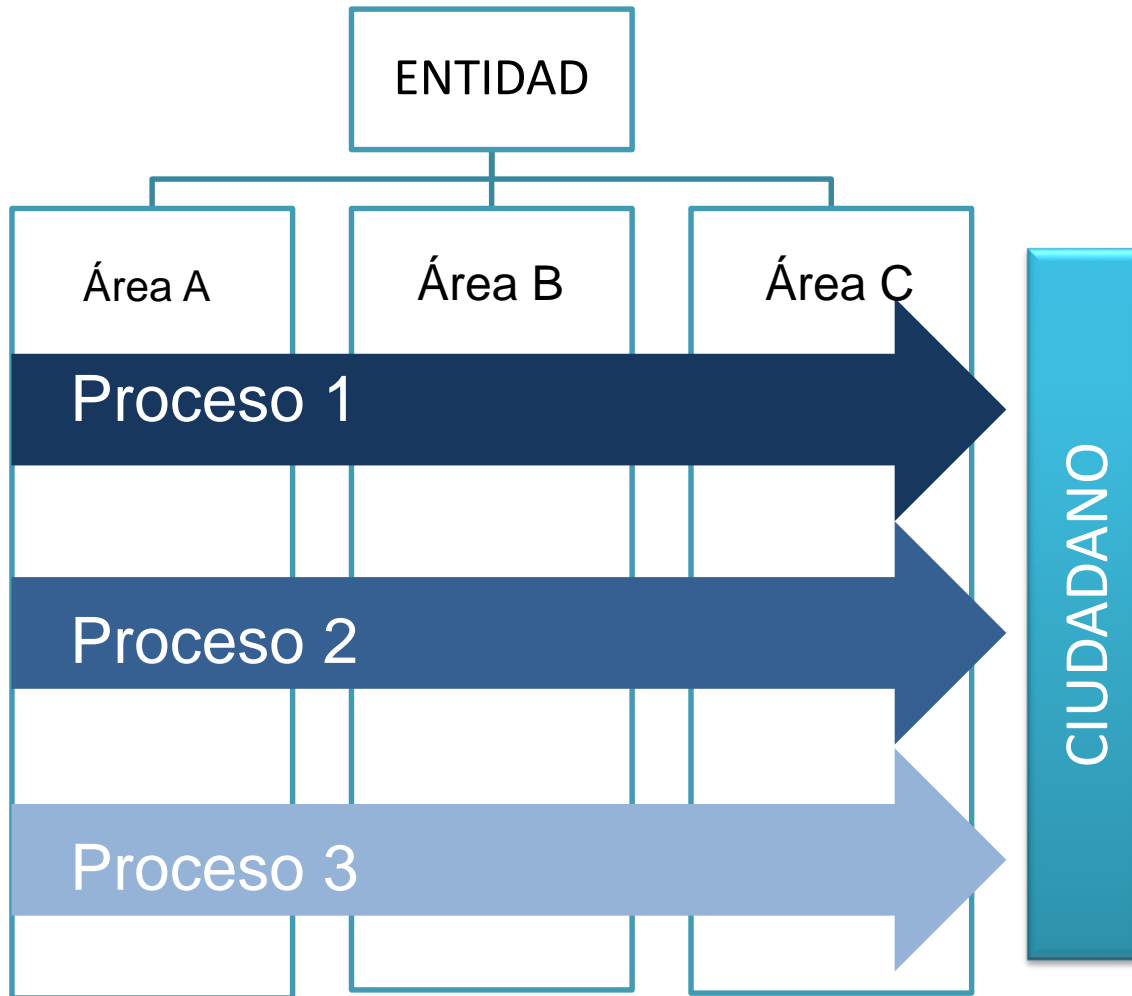 ENTIDAD
Área A
Área B
Área C
Proceso 1
Proceso 2
Proceso 3
CIUDADANO